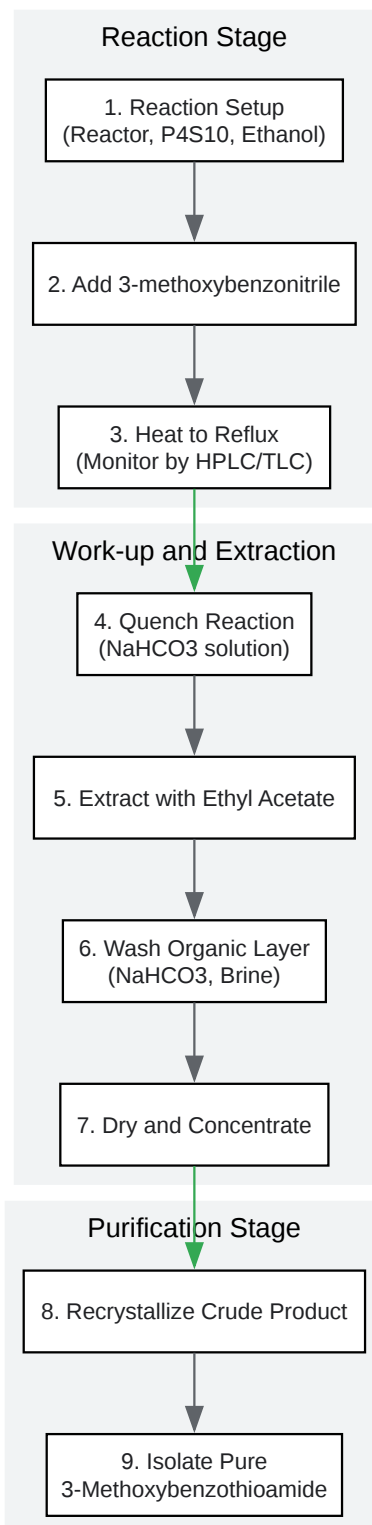 Reaction Stage
1. Reaction Setup
(Reactor, P4S10, Ethanol)
2. Add 3-methoxybenzonitrile
3. Heat to Reflux
(Monitor by HPLC/TLC)
Work-up and Extraction
4. Quench Reaction
(NaHCO3 solution)
5. Extract with Ethyl Acetate
6. Wash Organic Layer
(NaHCO3, Brine)
7. Dry and Concentrate
Purification Stage
8. Recrystallize Crude Product
9. Isolate Pure
3-Methoxybenzothioamide